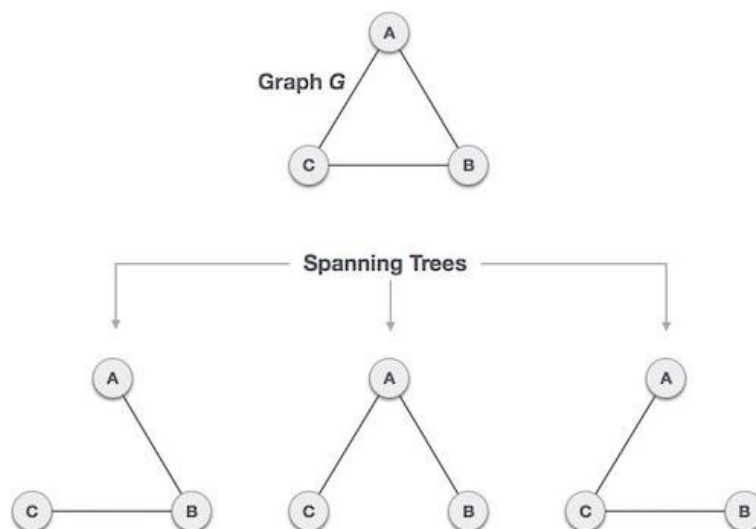 A
Graph G
C B
Spanning Trees
A A A
C B C B C B